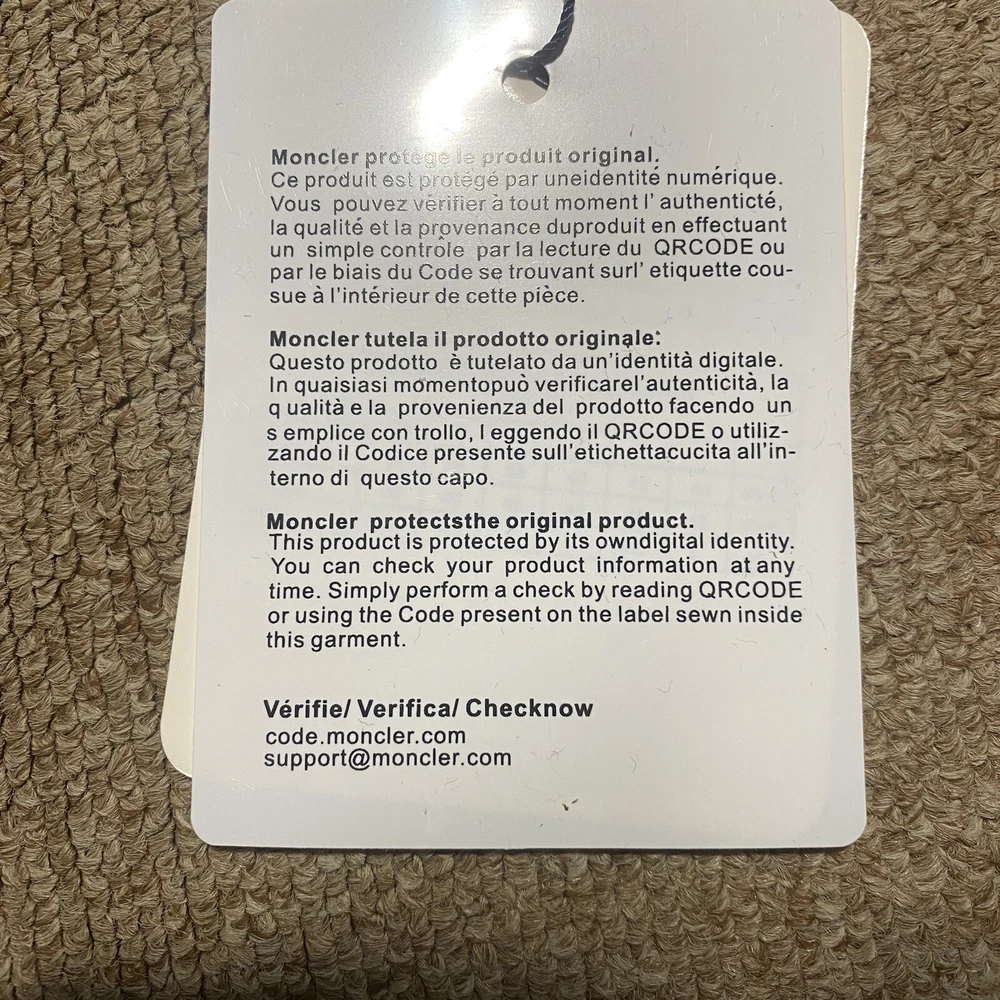 Moncler protège le produit original.
Ce produit est protégé par uneidentité numérique.
Vous pouvez vérifier à tout moment l' authenticté,
la qualité et la provenance duproduit en effectuant
un simple contrôle par la lecture du QRCODE ou
par le biais du Code se trouvant surl' etiquette cou-
sue à l'intérieur de cette pièce.
Moncler tutela il prodotto originale:
Questo prodotto è tutelato da un'identità digitale.
In quaisiasi momentopuò verificarel'autenticità, la
q ualità e la provenienza del prodotto facendo un
s emplice con trollo, l eggendo il QRCODE o utiliz-
zando il Codice presente sull'etichettacucita all'in-
terno di questo capo.
Moncler protectsthe original product.
This product is protected by its owndigital identity.
You can check your product information at any
time. Simply perform a check by reading QRCODE
or using the Code present on the label sewn inside
this garment.
Vérifie/ Verifica/ Checknow
code.moncler.com
support@moncler.com